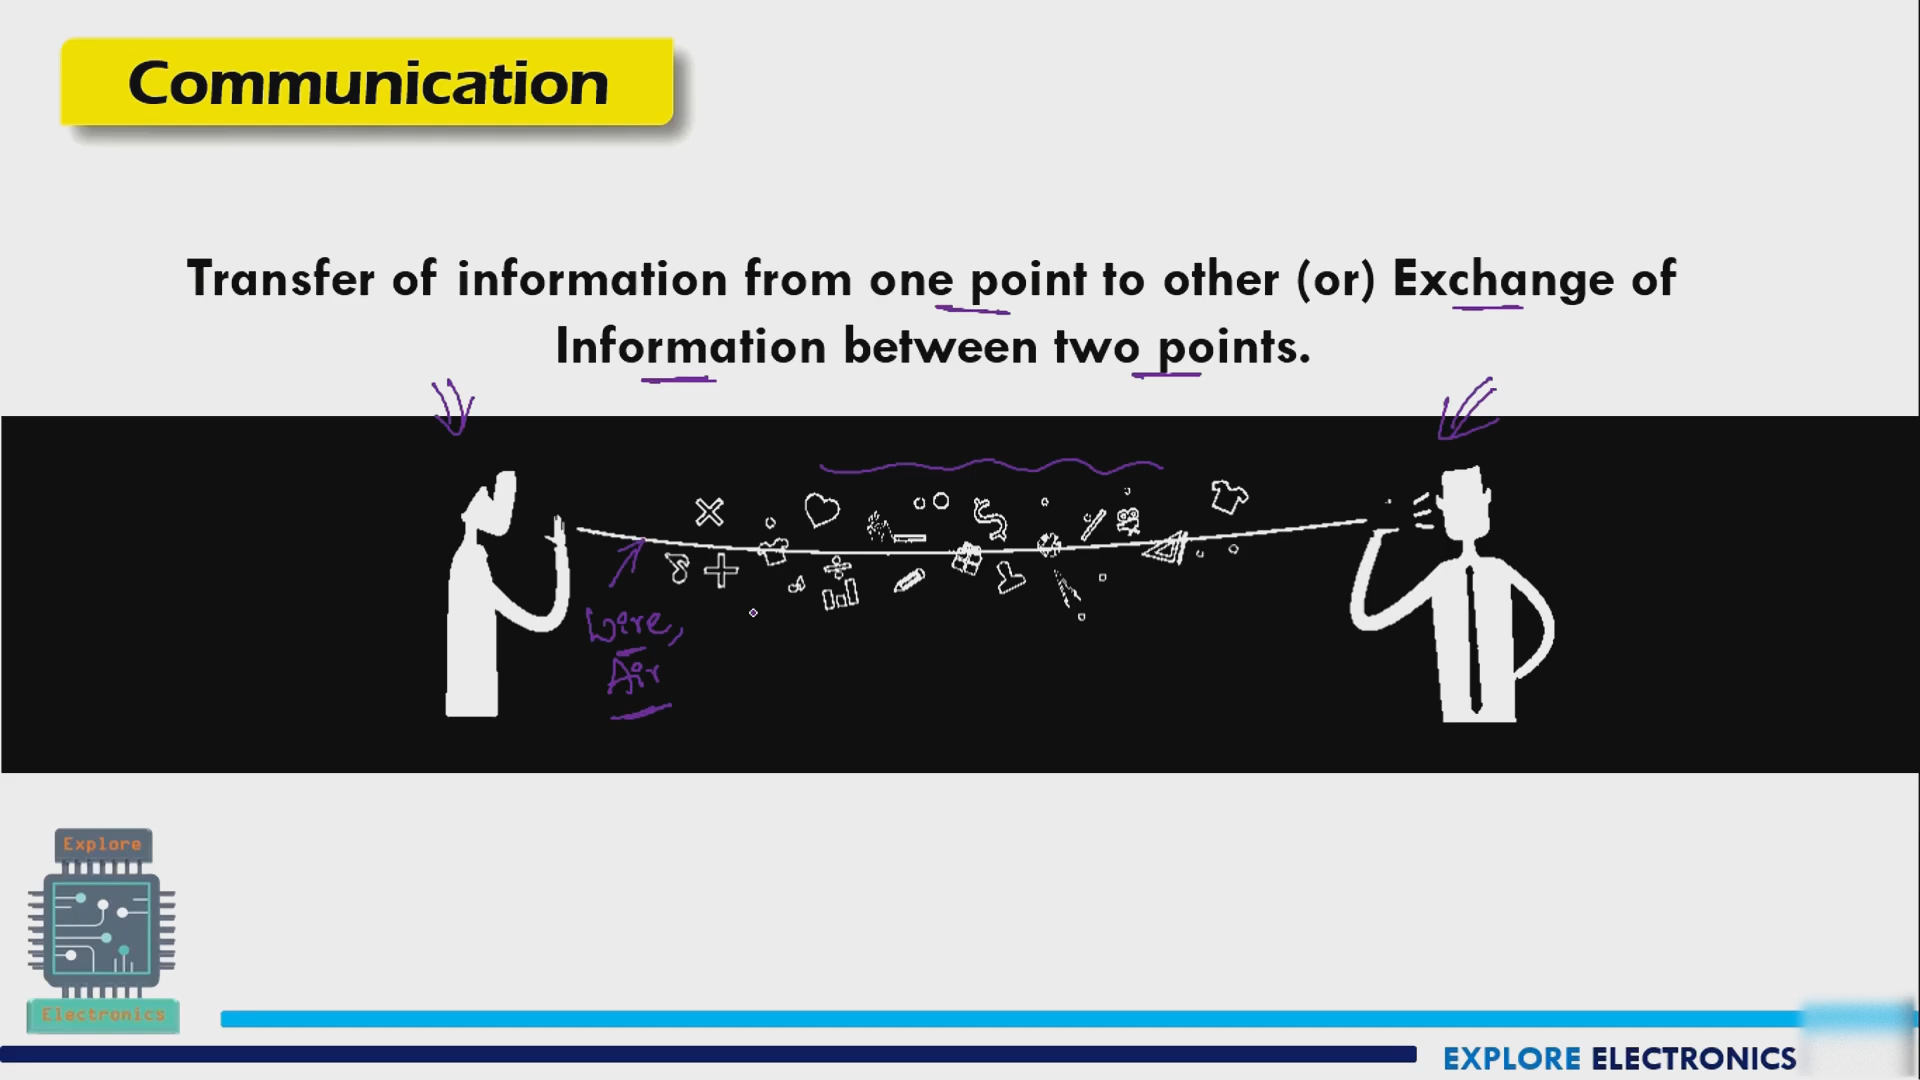 Communication
Transfer of information from one point to other (or) Exchange of
Information between two points.
Wire,
Air
Explore
Electronics
EXPLORE ELECTRONICS